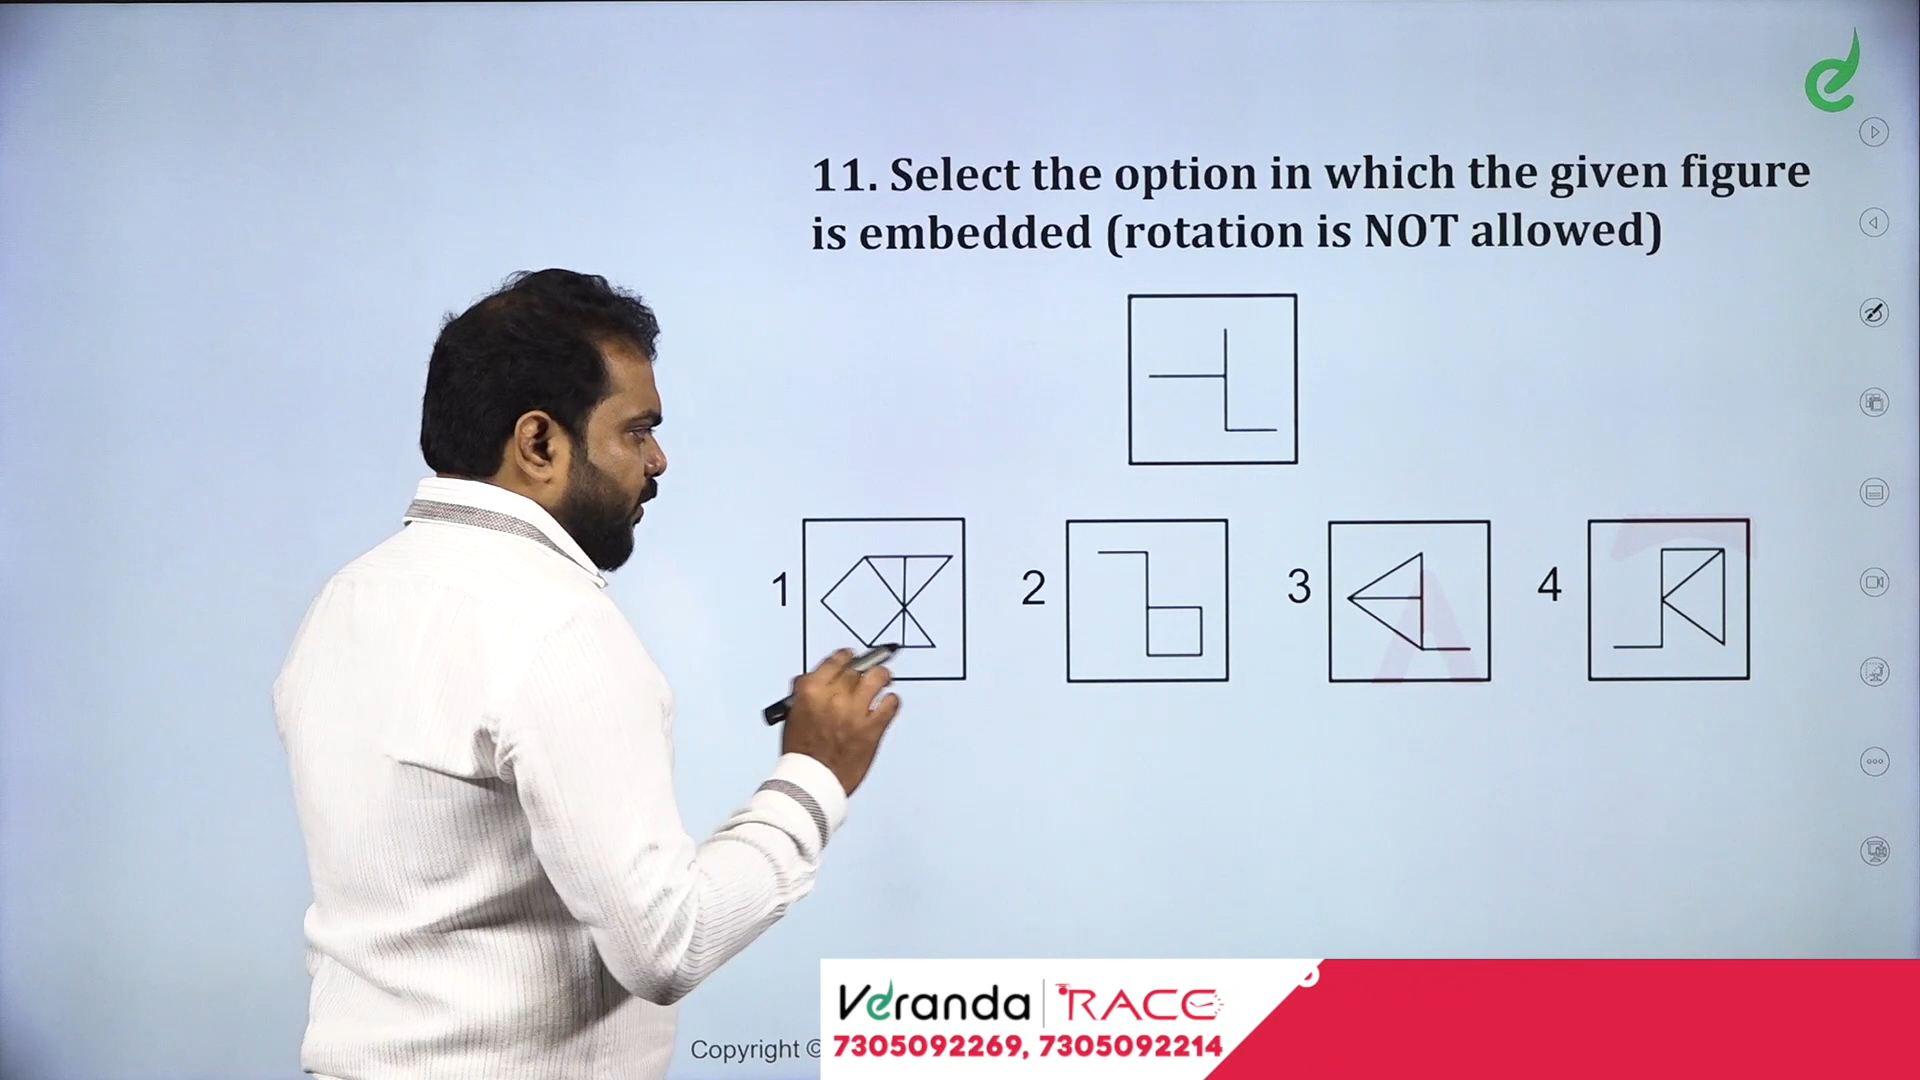 11. Select the option in which the given figure
is embedded (rotation is NOT allowed)
1
2
3
4
Copyright ©
Veranda RACE
7305092269, 7305092214